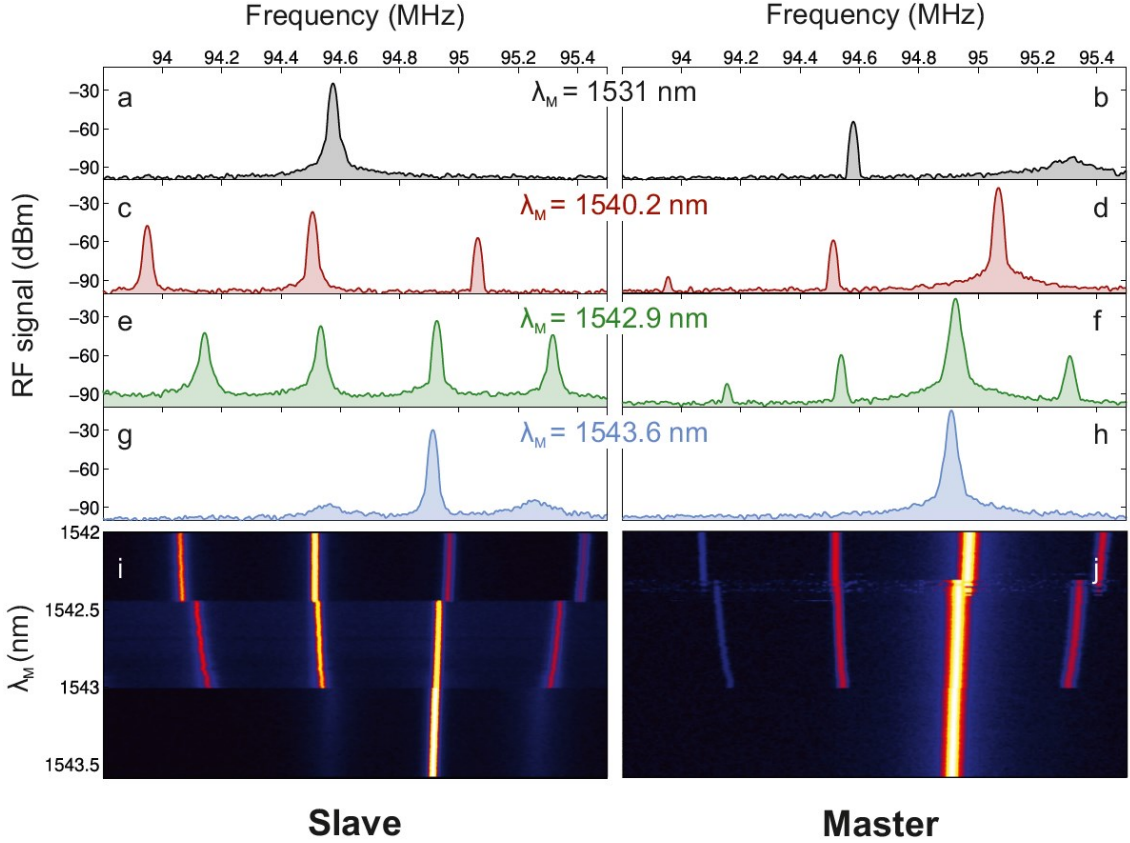 Frequency (MHz) Frequency (MHz)
94 94.2 94.4 94.6 94.8 95 95.2 95.4 94 94.2 94.4 94.6 94.8 95 95.2 95.4
−30
−60
−90
a λM = 1531 nm b
−30
−60
−90
c λM = 1540.2 nm d
−30
−60
−90
e λM = 1542.9 nm f
−30
−60
−90
g λM = 1543.6 nm h
RF signal (dBm)
1542
1542.5
1543
1543.5
i j
λM (nm)
Slave Master